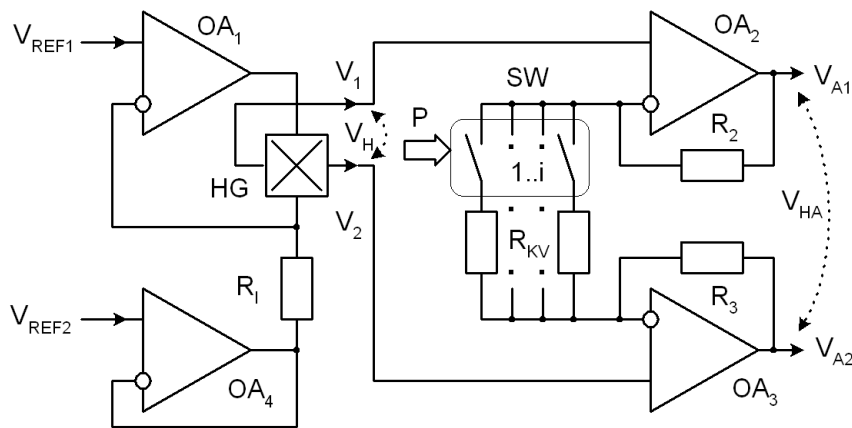 V_REF1
OA_1
V_1
V_H
HG
V_2
R_I
V_REF2
OA_4
P
SW
1..i
R_KV
OA_2
R_2
V_A1
V_HA
R_3
OA_3
V_A2